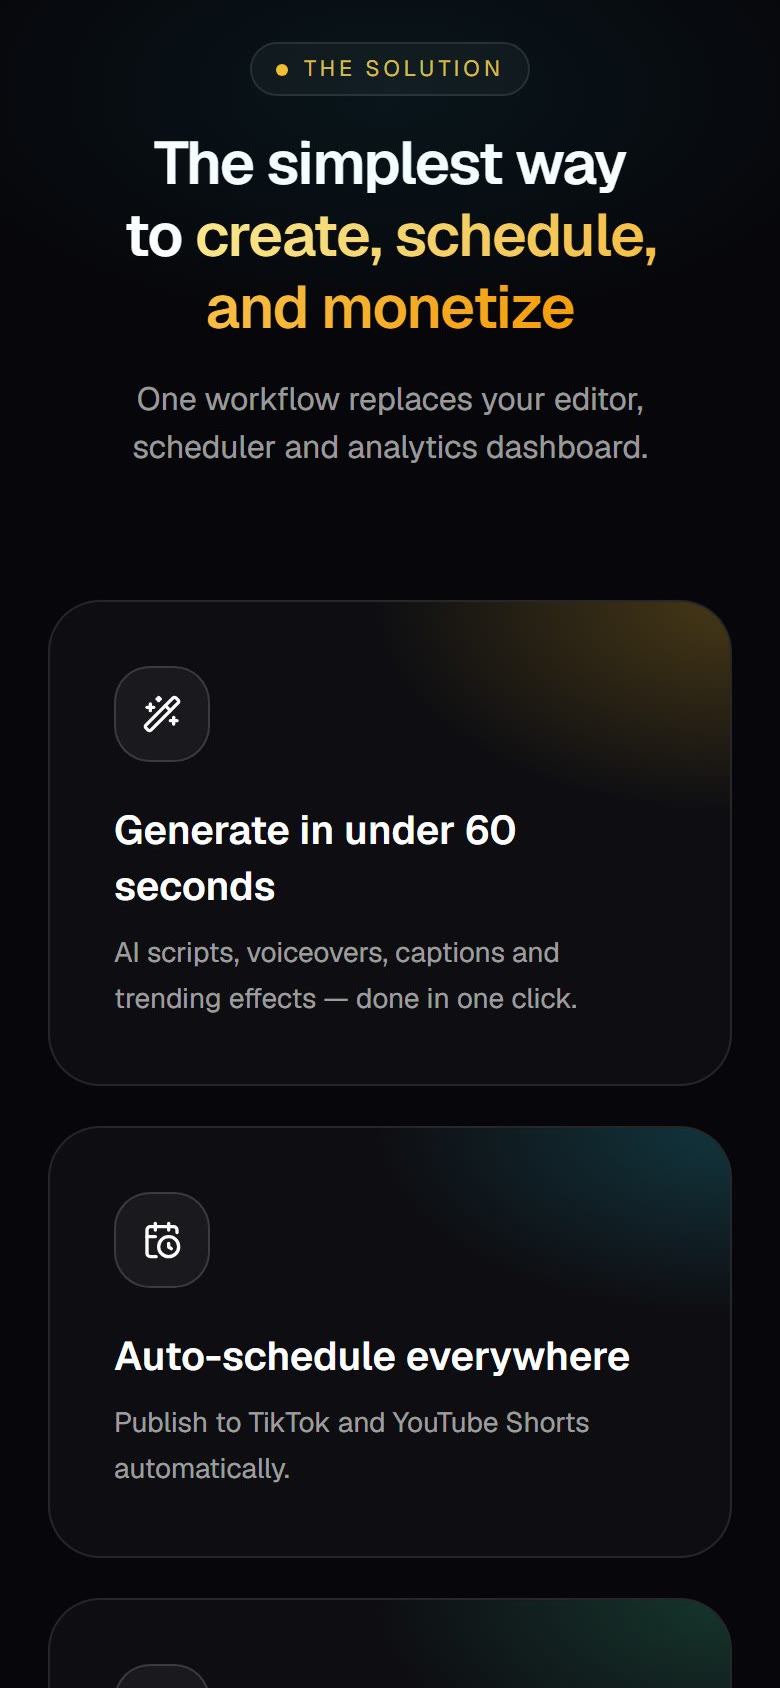 THE SOLUTION
The simplest way
to create, schedule,
and monetize
One workflow replaces your editor,
scheduler and analytics dashboard.
Generate in under 60
seconds
AI scripts, voiceovers, captions and
trending effects — done in one click.
Auto-schedule everywhere
Publish to TikTok and YouTube Shorts
automatically.